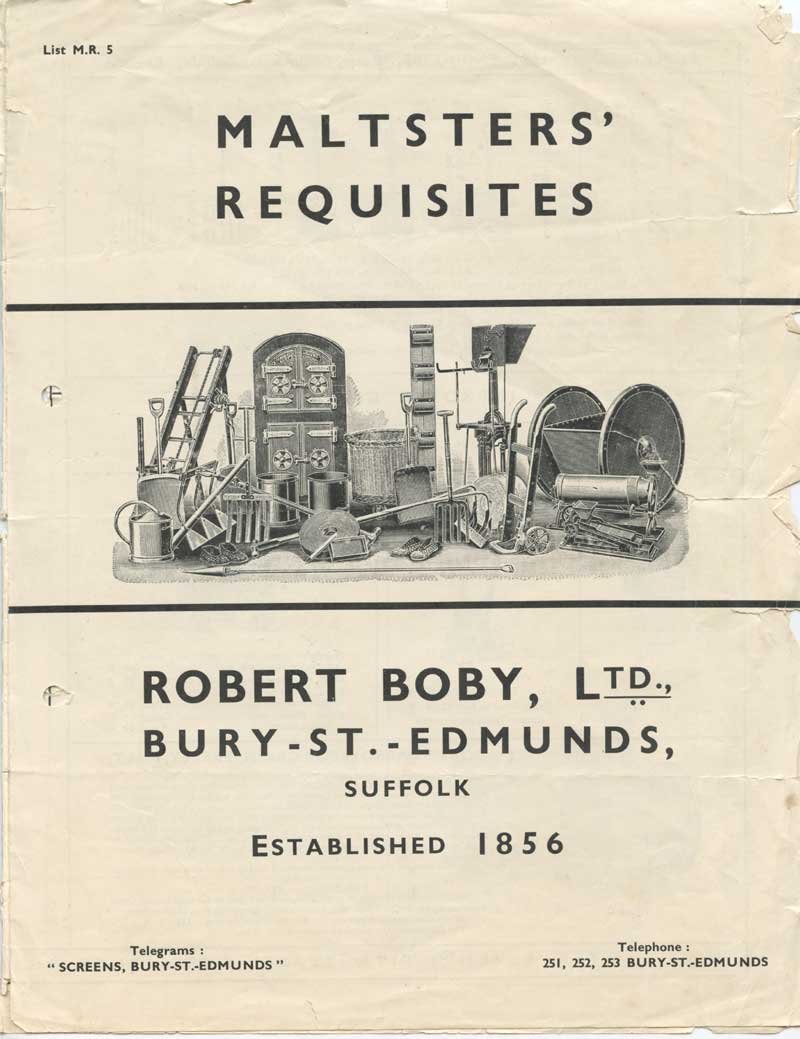 List M.R. 5
MALTSTERS’
REQUISITES
ROBERT BOBY, LTD.,
BURY-ST.-EDMUNDS,
SUFFOLK
ESTABLISHED 1856
Telegrams :
“ SCREENS, BURY-ST.-EDMUNDS ”
Telephone :
251, 252, 253 BURY-ST.-EDMUNDS